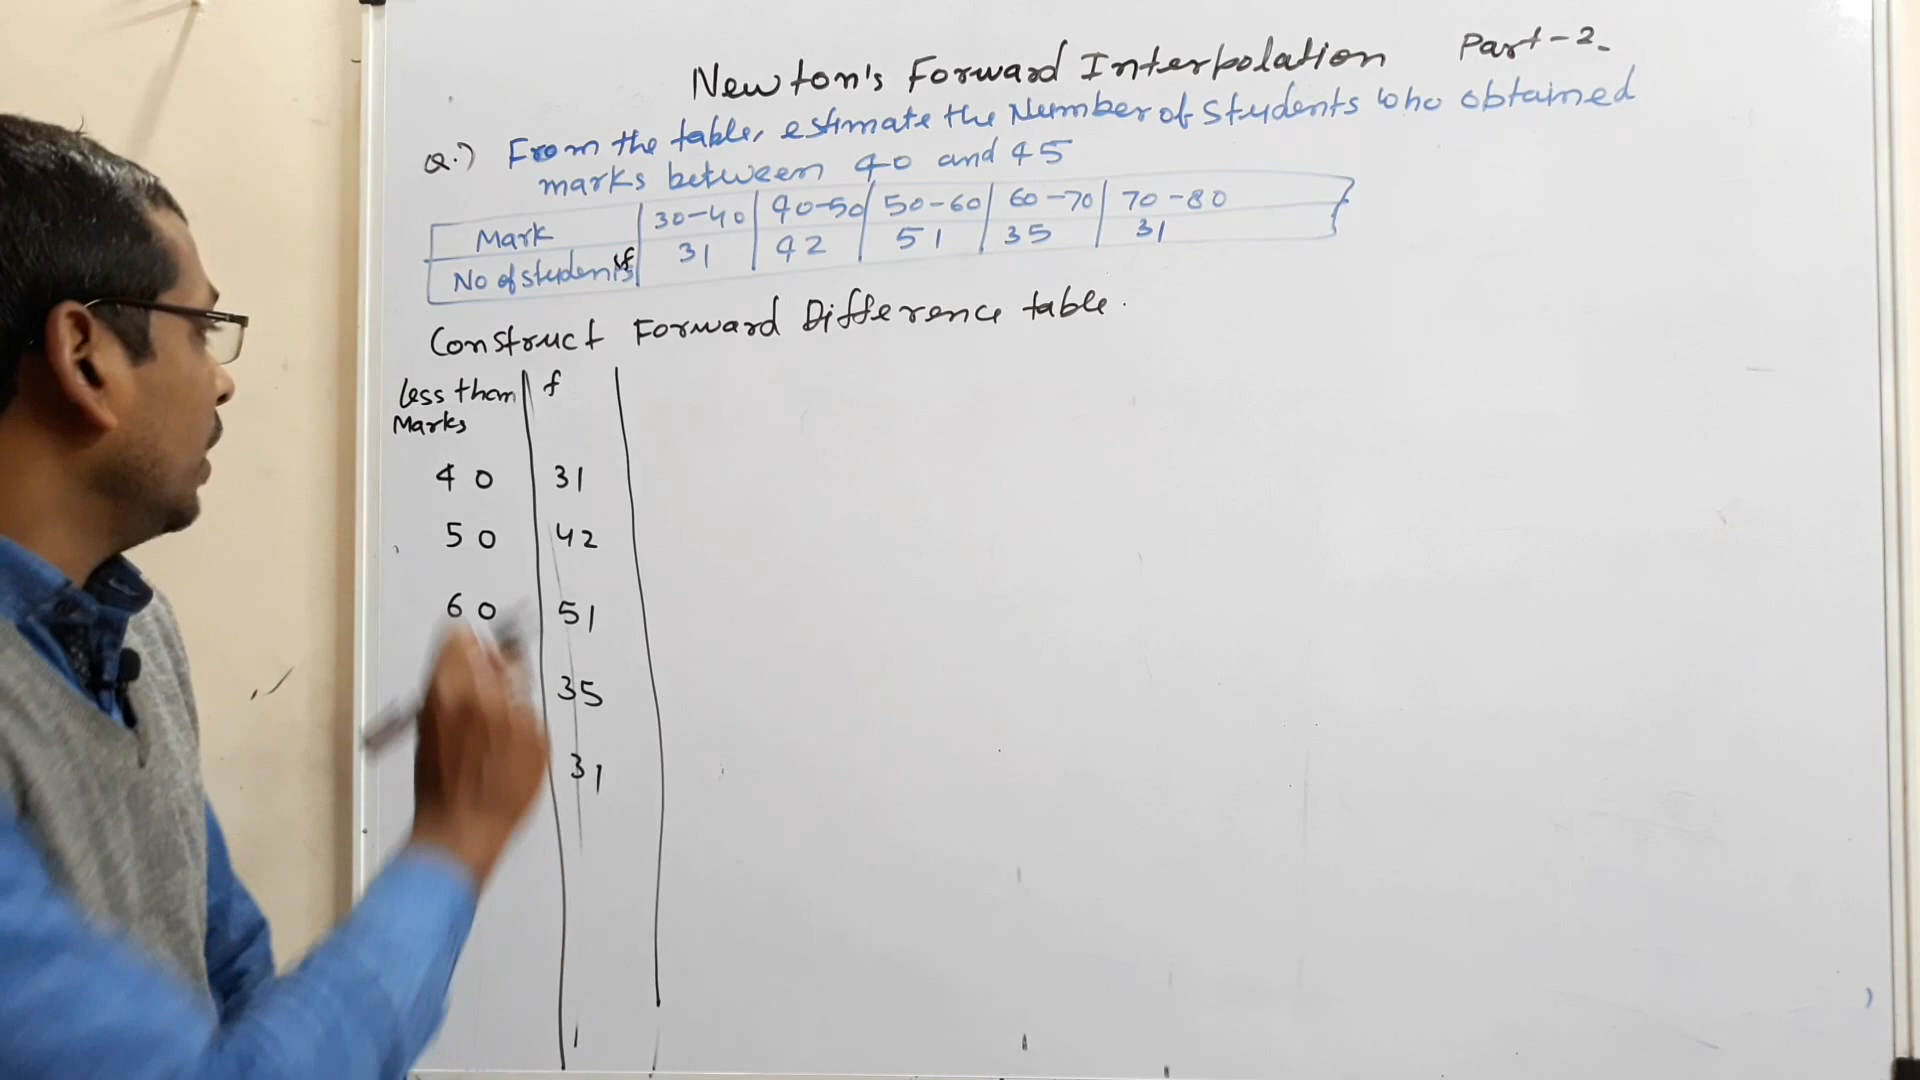 Newton's Forward Interpolation Part-2.
Q.) From the table, estimate the Number of students who obtained
marks between 40 and 45
Mark 30-40 40-50 50-60 60-70 70-80
No of students f 31 42 51 35 31
Construct Forward Difference table.
Less than f
Marks
40 31
50 42
60 51
35
31